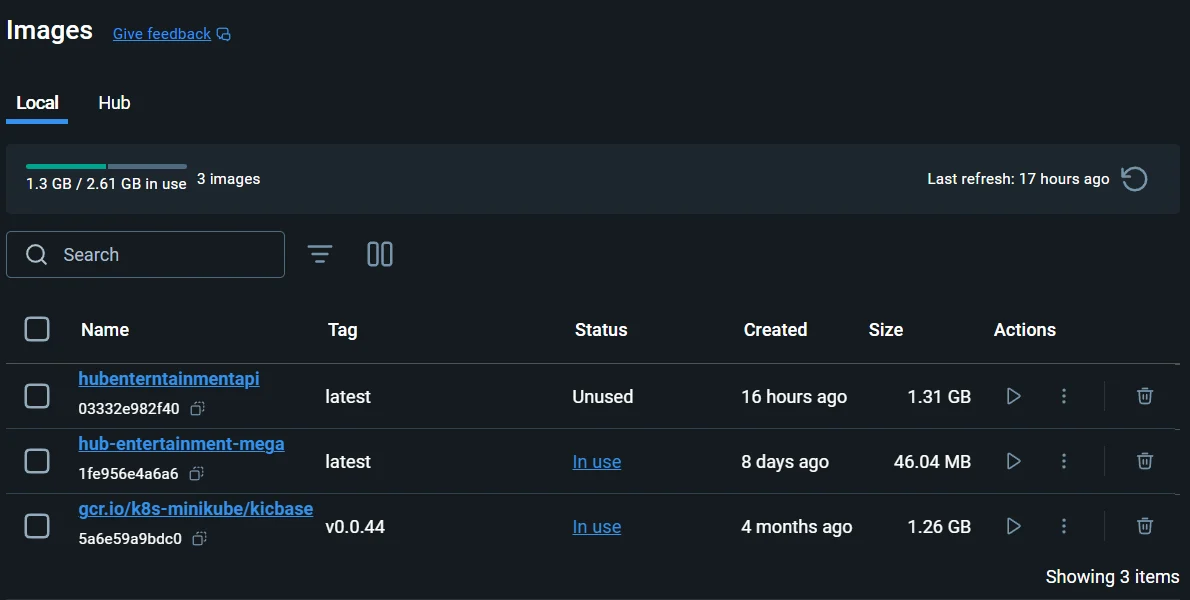 Images Give feedback
Local Hub
1.3 GB / 2.61 GB in use 3 images Last refresh: 17 hours ago
Search
Name Tag Status Created Size Actions
hubenterntainmentapi
03332e982f40
latest Unused 16 hours ago 1.31 GB
hub-entertainment-mega
1fe956e4a6a6
latest In use 8 days ago 46.04 MB
gcr.io/k8s-minikube/kicbase
5a6e59a9bdc0
v0.0.44 In use 4 months ago 1.26 GB
Showing 3 items